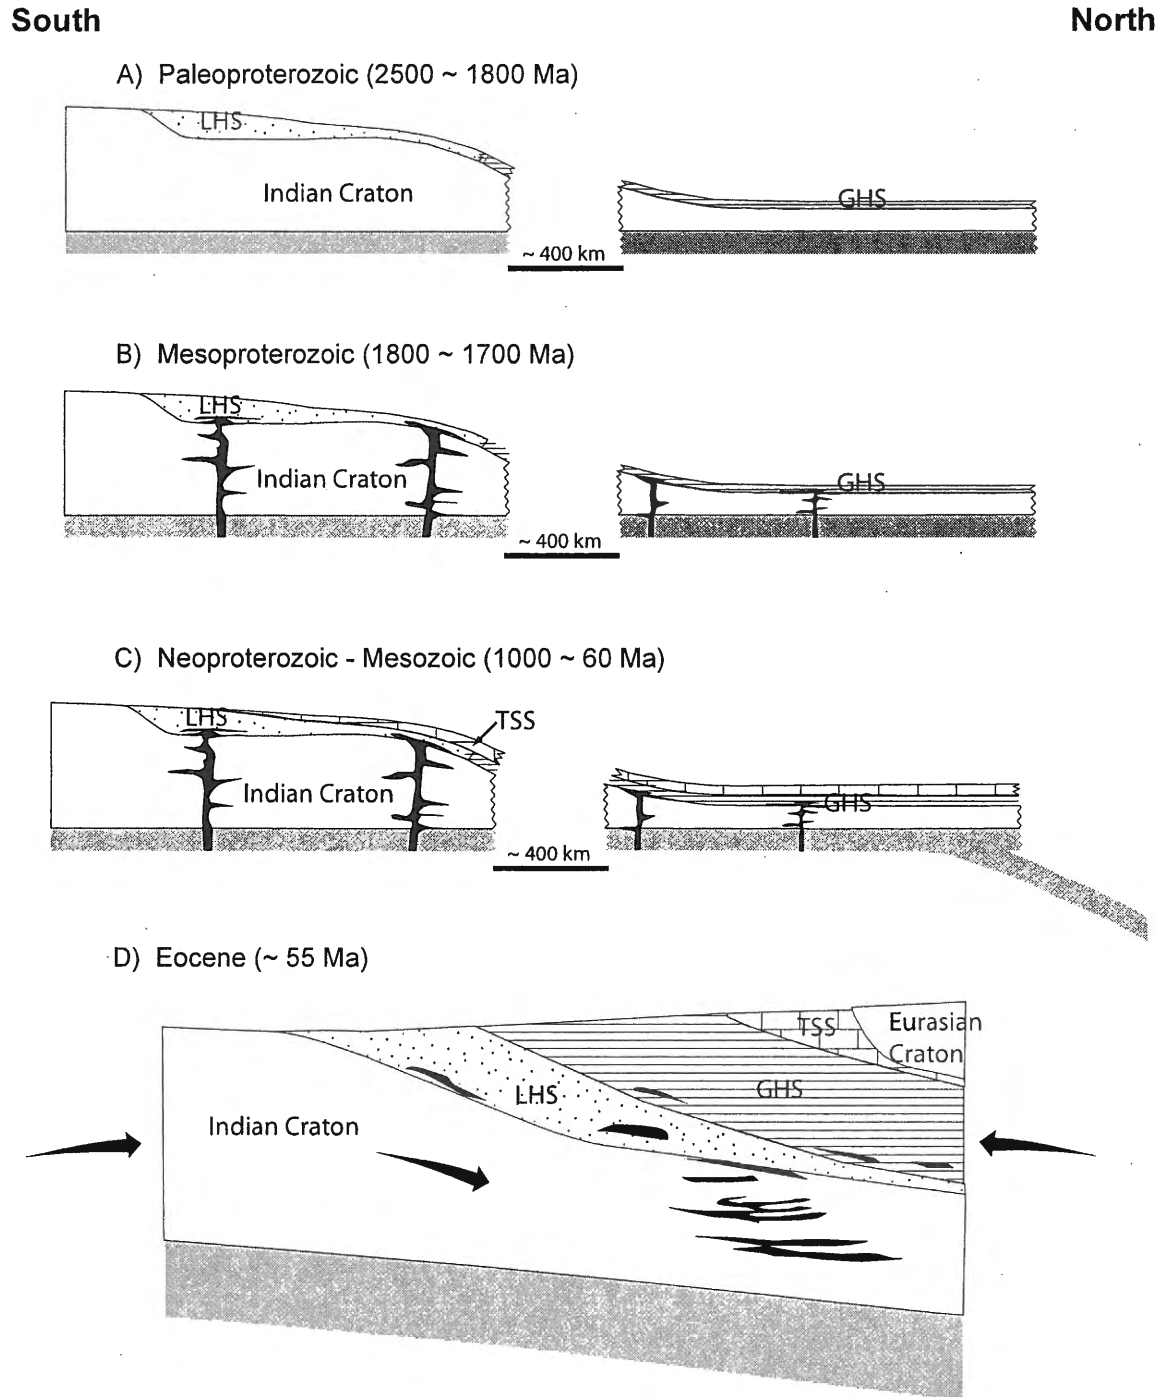 South North
A) Paleoproterozoic (2500 ~ 1800 Ma)
LHS
Indian Craton
GHS
~ 400 km
B) Mesoproterozoic (1800 ~ 1700 Ma)
LHS
Indian Craton
GHS
~ 400 km
C) Neoproterozoic - Mesozoic (1000 ~ 60 Ma)
LHS
TSS
Indian Craton
GHS
~ 400 km
D) Eocene (~ 55 Ma)
TSS
Eurasian
Craton
GHS
LHS
Indian Craton